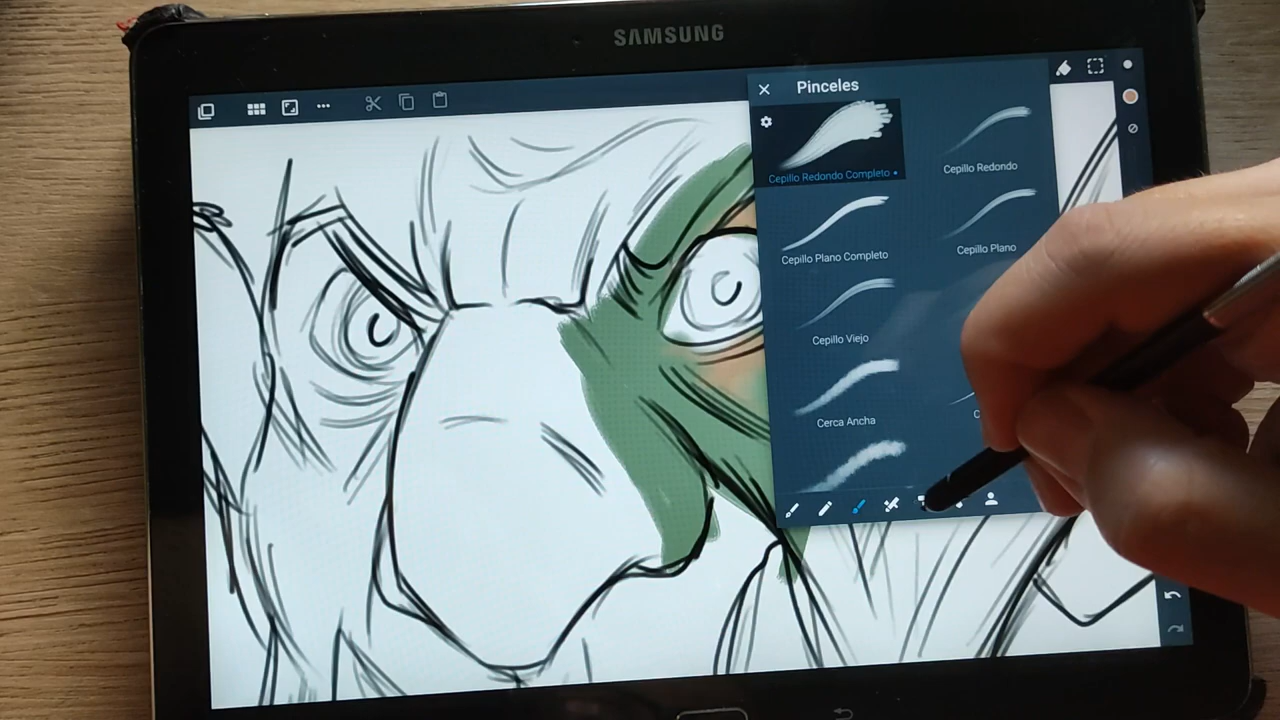 SAMSUNG
Pinceles
Cepillo Redondo Completo
Cepillo Redondo
Cepillo Plano Completo
Cepillo Plano
Cepillo Viejo
Cerca Ancha